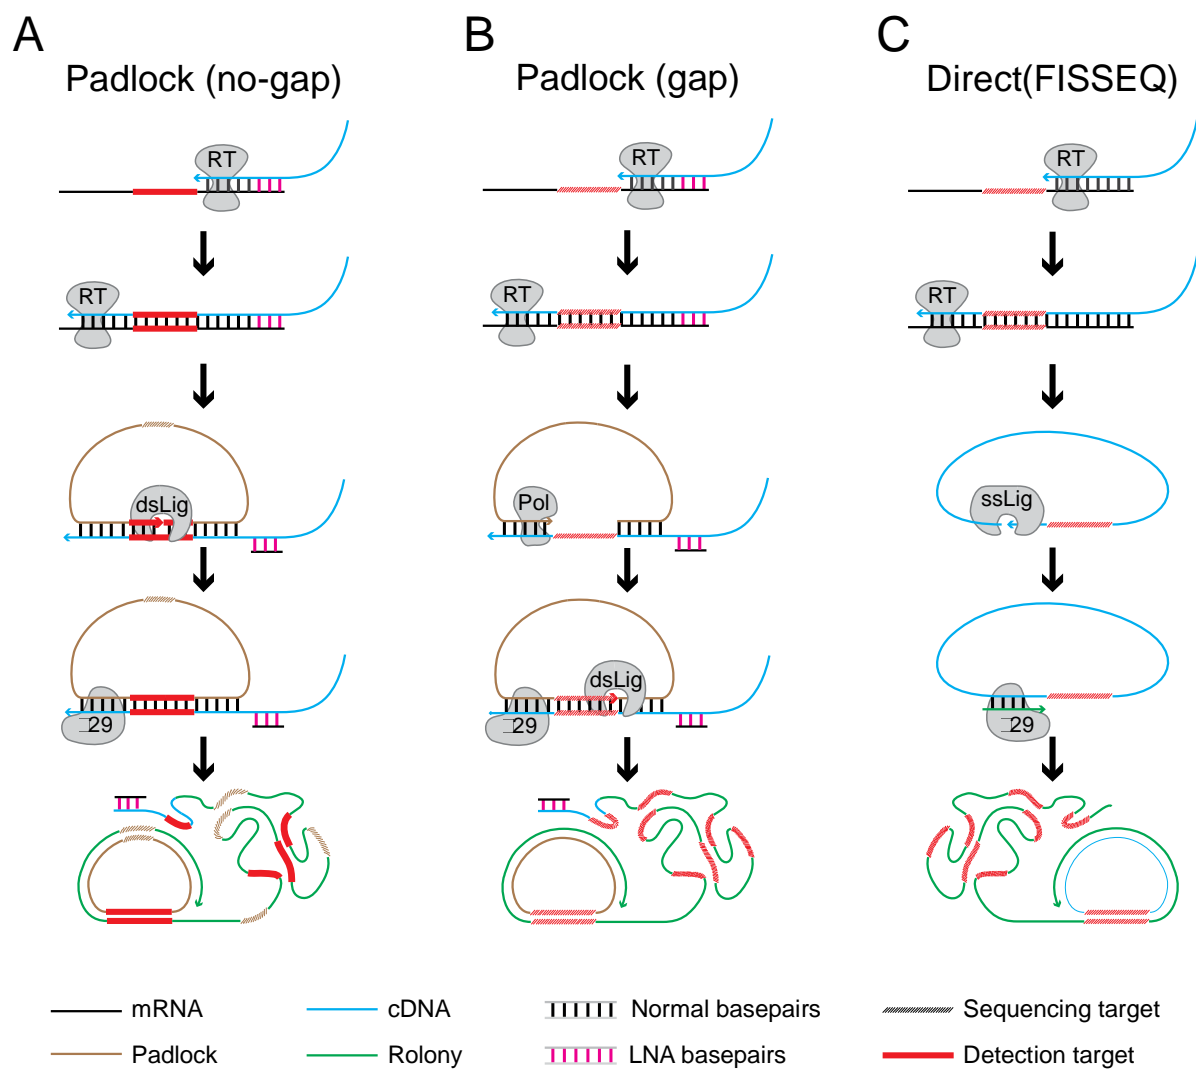 A
B
C
Padlock (no-gap)
Padlock (gap)
Direct(FISSEQ)
RT
RT
RT
RT
RT
RT
dsLig
Pol
ssLig
29
29
dsLig
29
mRNA
cDNA
Normal basepairs
Sequencing target
Padlock
Rolony
LNA basepairs
Detection target